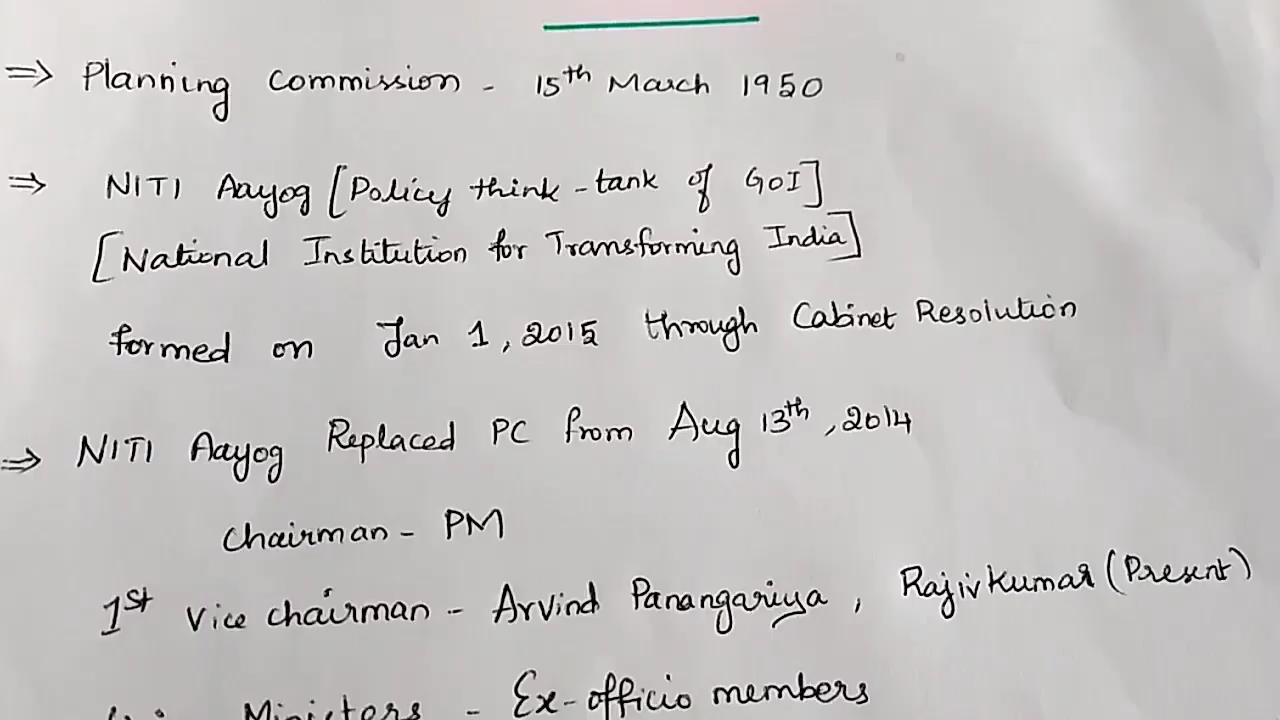 ⇒ Planning Commission - 15th March 1950
⇒ NITI Aayog [Policy think-tank of GOI]
[National Institution for Transforming India]
formed on Jan 1, 2015 through Cabinet Resolution
⇒ NITI Aayog Replaced PC from Aug 13th, 2014
Chairman - PM
1st Vice chairman - Arvind Panangariya, Rajivkumar (Present)
Ministers - Ex-officio members